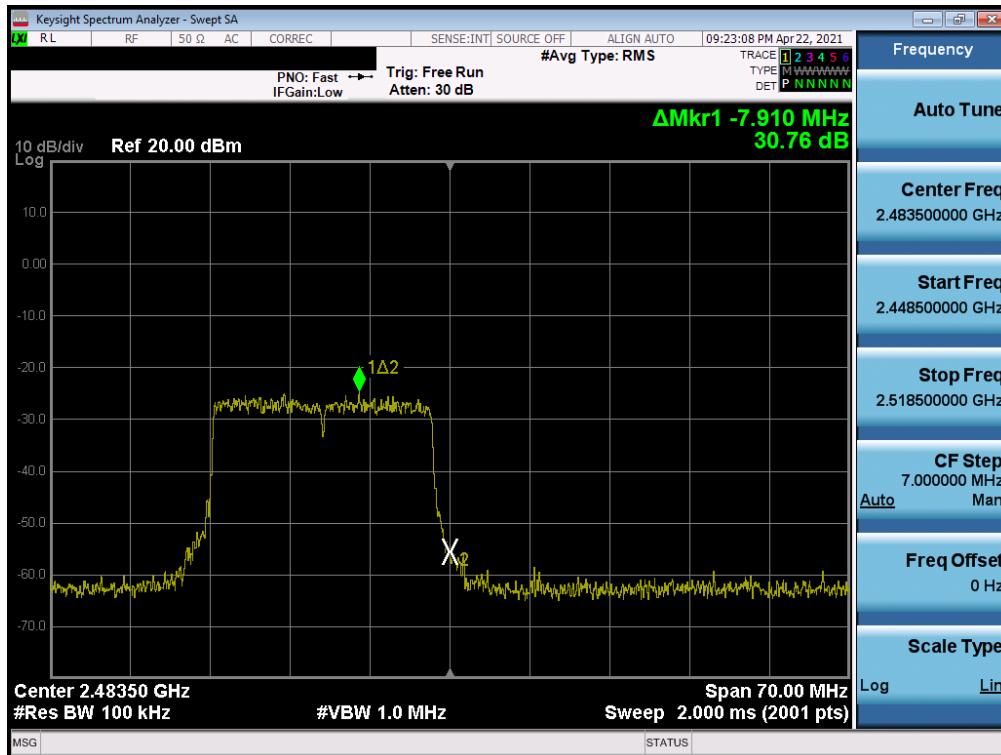 Keysight Spectrum Analyzer - Swept SA
LXI RL RF 50 Ω AC CORREC SENSE:INT SOURCE OFF ALIGN AUTO 09:23:08 PM Apr 22, 2021
Frequency
#Avg Type: RMS
TRACE 1 2 3 4 5 6
PNO: Fast Trig: Free Run
TYPE M WWWWW
IFGain:Low Atten: 30 dB
DET P N N N N N
Auto Tune
ΔMkr1 -7.910 MHz
30.76 dB
10 dB/div Ref 20.00 dBm
Log
10.0
0.00
-10.0
-20.0
-30.0
-40.0
-50.0
-60.0
-70.0
1Δ2
2
Center 2.48350 GHz Span 70.00 MHz
#Res BW 100 kHz #VBW 1.0 MHz Sweep 2.000 ms (2001 pts)
Center Freq
2.483500000 GHz
Start Freq
2.448500000 GHz
Stop Freq
2.518500000 GHz
CF Step
7.000000 MHz
Auto Man
Freq Offset
0 Hz
Scale Type
Log Lin
MSG STATUS